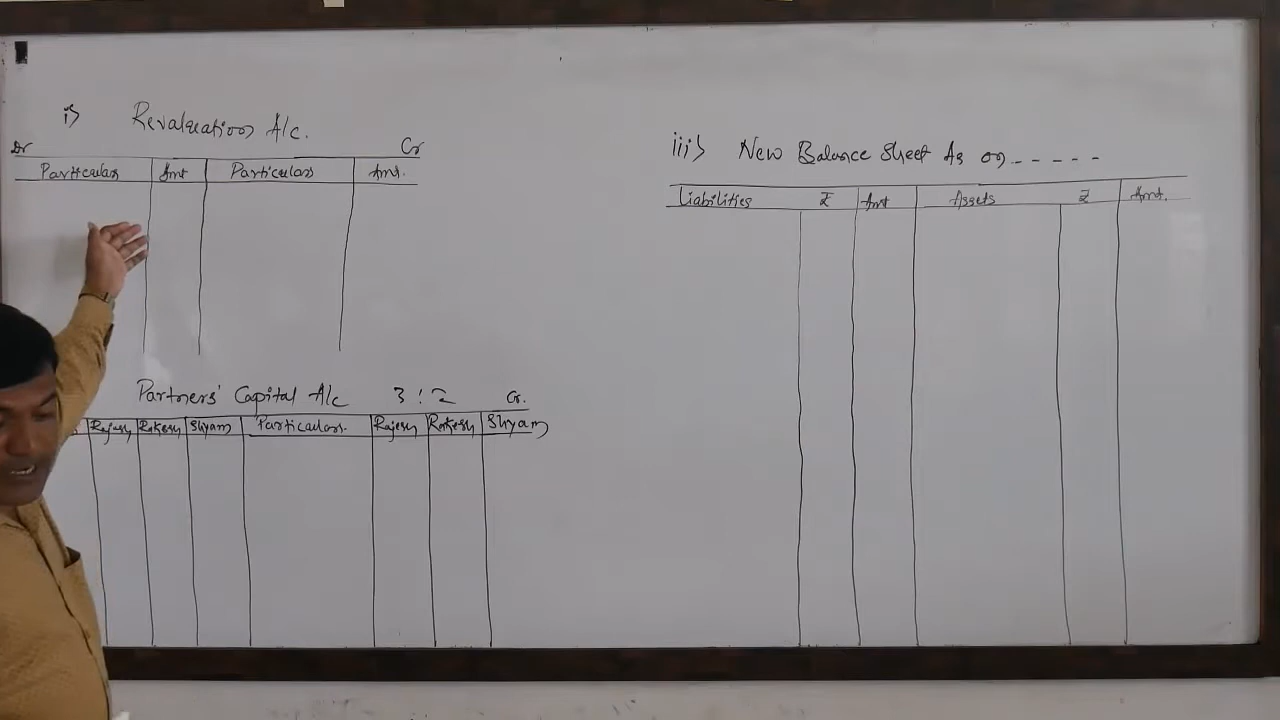 i> Revaluation A/c.
Dr Cr
Particulars Amt Particulars Amt.
Partners' Capital A/c 3 : 2 Cr.
Rajesh Rakesh Shyam Particulars. Rajesh Rakesh Shyam
iii> New Balance Sheet As on - - - - -
Liabilities ₹ Amt Assets ₹ Amt.